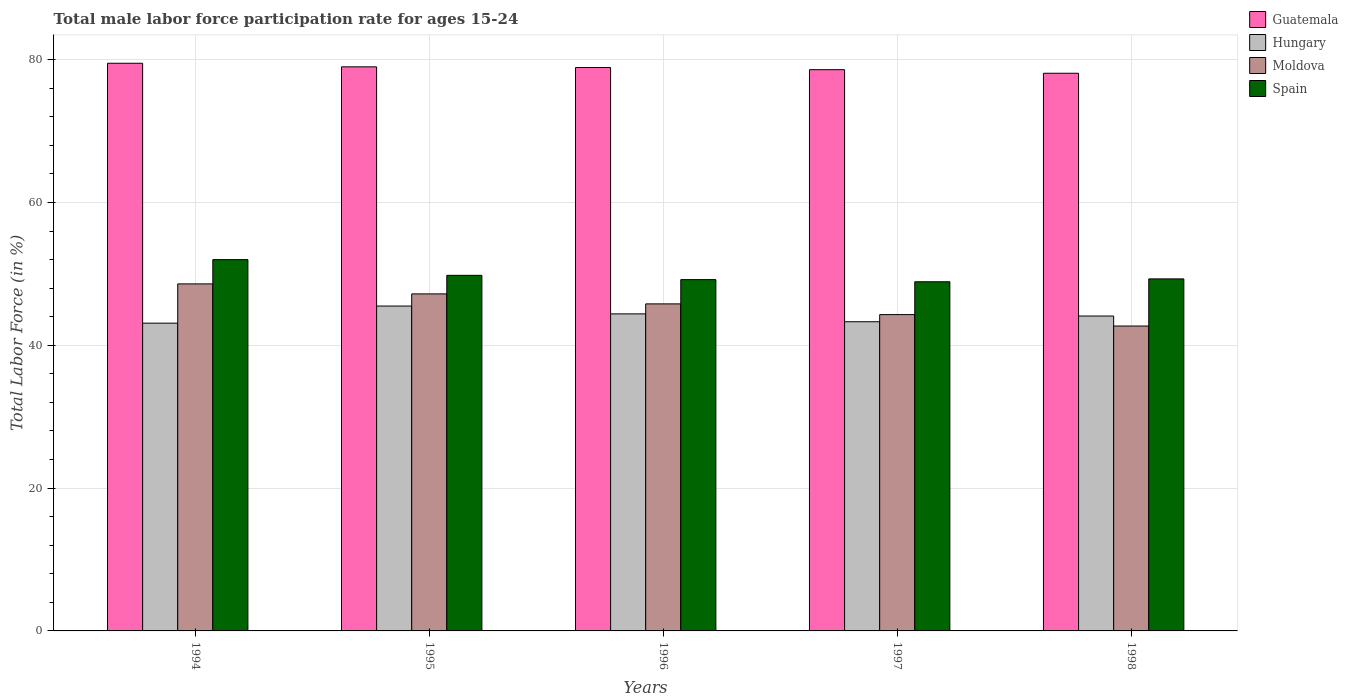 Total male labor force participation rate for ages 15-24
Guatemala
Hungary
Moldova
Spain
Total Labor Force (in %)
80
60
40
20
0
1994
1995
1996
1997
1998
Years